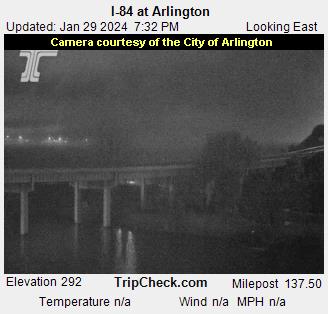 I-84 at Arlington
Updated: Jan 29 2024 7:32 PM Looking East
Camera courtesy of the City of Arlington
Elevation 292 TripCheck.com Milepost 137.50
Temperature n/a Wind n/a MPH n/a